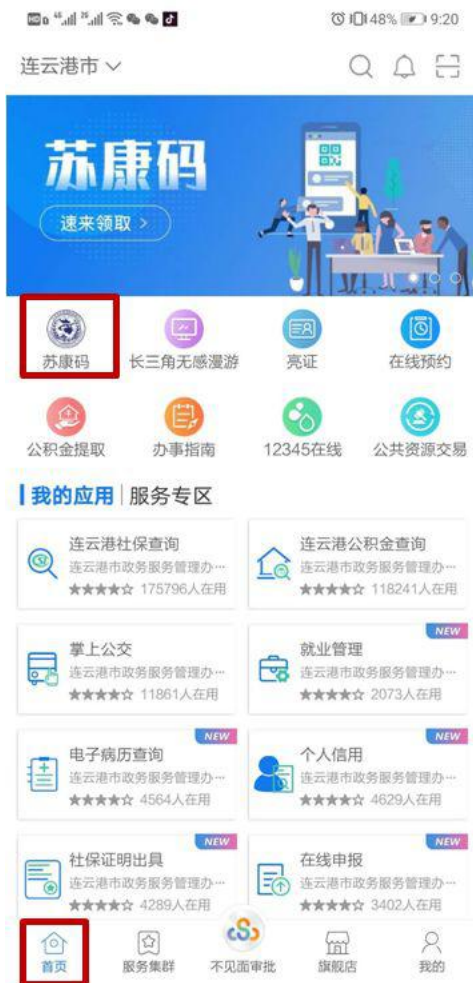 HD 46 26 48% 9:20
连云港市
苏康码
速来领取 >
苏康码 长三角无感漫游 亮证 在线预约
公积金提取 办事指南 12345在线 公共资源交易
我的应用 | 服务专区
连云港社保查询 连云港公积金查询
连云港市政务服务管理办… 连云港市政务服务管理办…
★★★★☆ 175796人在用 ★★★★☆ 118241人在用
NEW
掌上公交 就业管理
连云港市政务服务管理办… 连云港市政务服务管理办…
★★★★☆ 11861人在用 ★★★★☆ 2073人在用
NEW NEW
电子病历查询 个人信用
连云港市政务服务管理办… 连云港市政务服务管理办…
★★★★☆ 4564人在用 ★★★★☆ 4629人在用
NEW NEW
社保证明出具 在线申报
连云港市政务服务管理办… 连云港市政务服务管理办…
★★★★☆ 4289人在用 ★★★★☆ 3402人在用
首页 服务集群 不见面审批 旗舰店 我的